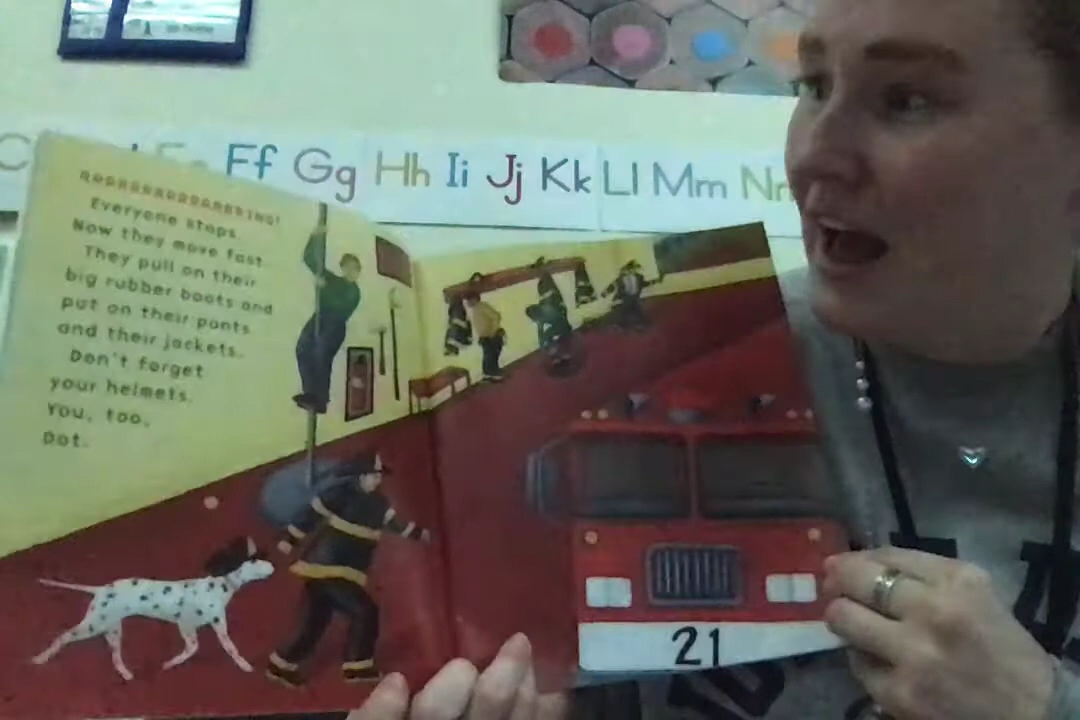 Ff Gg Hh Ii Jj Kk Ll Mm Nn
Everyone stops.
Now they move fast.
They pull on their
big rubber boots and
put on their pants
and their jackets.
Don't forget
your helmets.
You, too,
Dot.
21